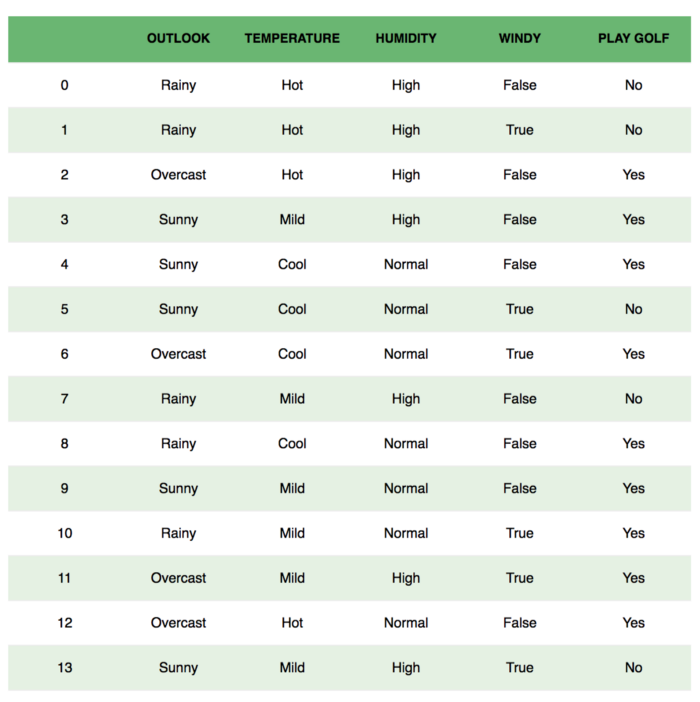 OUTLOOK TEMPERATURE HUMIDITY WINDY PLAY GOLF
0 Rainy Hot High False No
1 Rainy Hot High True No
2 Overcast Hot High False Yes
3 Sunny Mild High False Yes
4 Sunny Cool Normal False Yes
5 Sunny Cool Normal True No
6 Overcast Cool Normal True Yes
7 Rainy Mild High False No
8 Rainy Cool Normal False Yes
9 Sunny Mild Normal False Yes
10 Rainy Mild Normal True Yes
11 Overcast Mild High True Yes
12 Overcast Hot Normal False Yes
13 Sunny Mild High True No